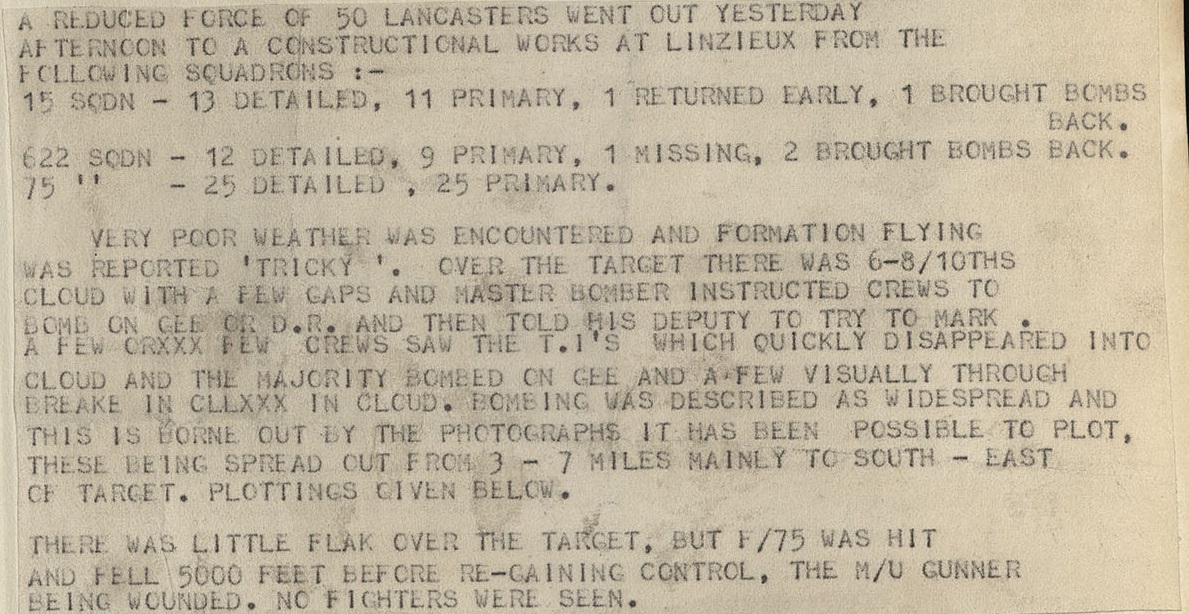 A REDUCED FORCE OF 50 LANCASTERS WENT OUT YESTERDAY
AFTERNOON TO A CONSTRUCTIONAL WORKS AT LINZIEUX FROM THE
FOLLOWING SQUADRONS :-
15 SQDN - 13 DETAILED, 11 PRIMARY, 1 RETURNED EARLY, 1 BROUGHT BOMBS
BACK.
622 SQDN - 12 DETAILED, 9 PRIMARY, 1 MISSING, 2 BROUGHT BOMBS BACK.
75 '' - 25 DETAILED , 25 PRIMARY.
VERY POOR WEATHER WAS ENCOUNTERED AND FORMATION FLYING
WAS REPORTED 'TRICKY '. OVER THE TARGET THERE WAS 6-8/10THS
CLOUD WITH A FEW GAPS AND MASTER BOMBER INSTRUCTED CREWS TO
BOMB ON GEE OR D.R. AND THEN TOLD HIS DEPUTY TO TRY TO MARK .
A FEW CRXXX FEW CREWS SAW THE T.I'S WHICH QUICKLY DISAPPEARED INTO
CLOUD AND THE MAJORITY BOMBED ON GEE AND A FEW VISUALLY THROUGH
BREAKE IN CLLXXX IN CLOUD. BOMBING WAS DESCRIBED AS WIDESPREAD AND
THIS IS BORNE OUT BY THE PHOTOGRAPHS IT HAS BEEN POSSIBLE TO PLOT,
THESE BEING SPREAD OUT FROM 3 - 7 MILES MAINLY TO SOUTH - EAST
OF TARGET. PLOTTINGS GIVEN BELOW.
THERE WAS LITTLE FLAK OVER THE TARGET, BUT F/75 WAS HIT
AND FELL 5000 FEET BEFORE RE-GAINING CONTROL, THE M/U GUNNER
BEING WOUNDED. NO FIGHTERS WERE SEEN.